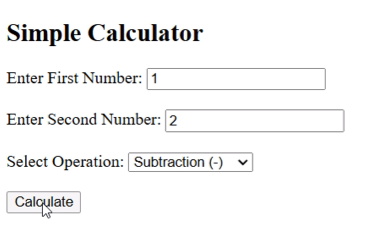 Simple Calculator
Enter First Number: 1
Enter Second Number: 2
Select Operation: Subtraction (-)
Calculate